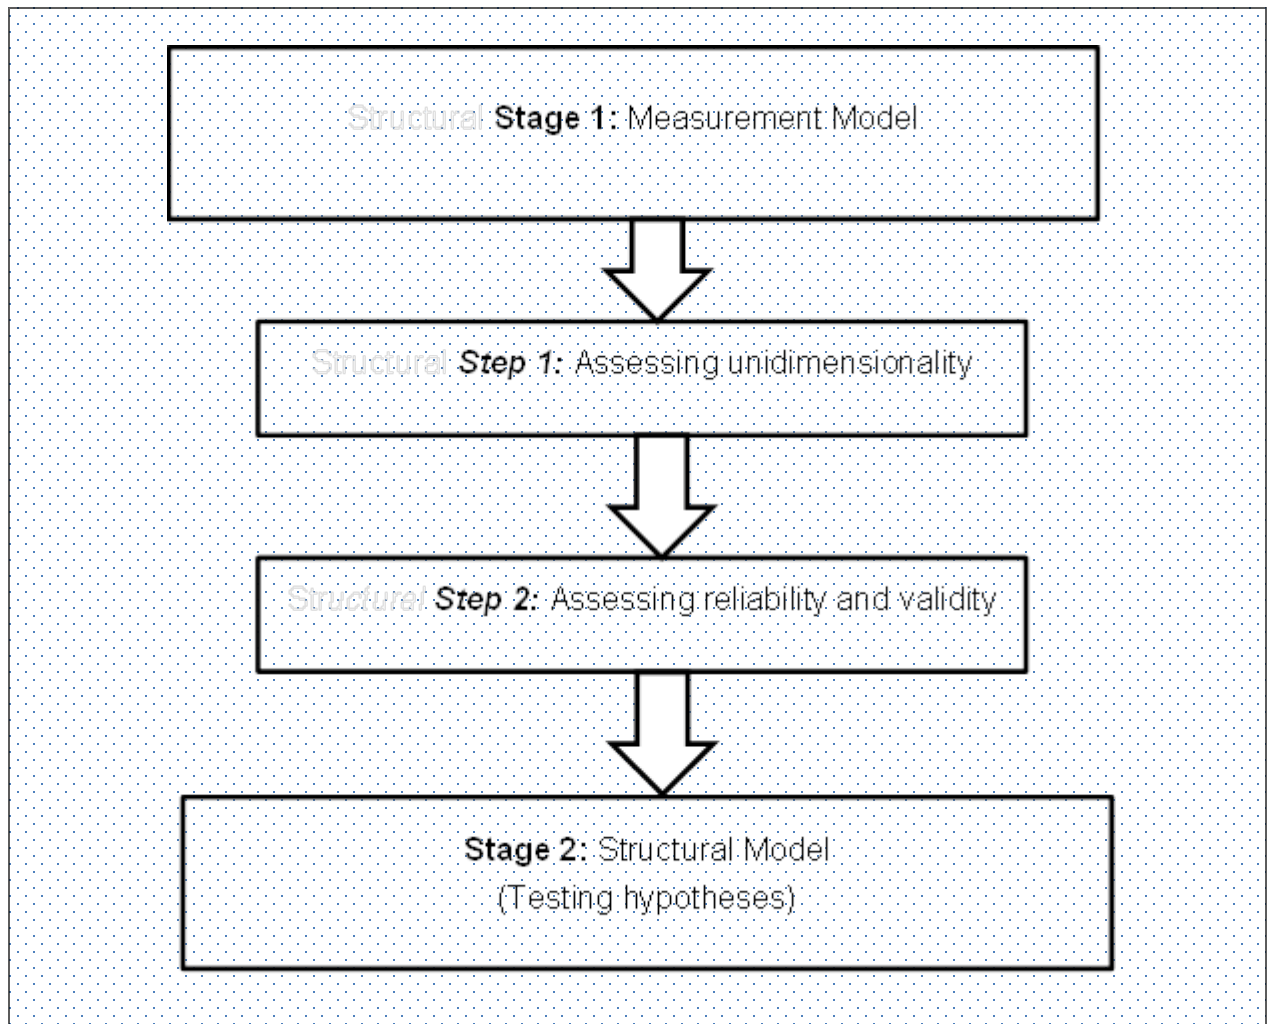 Structural Stage 1: Measurement Model
Structural Step 1: Assessing unidimensionality
Structural Step 2: Assessing reliability and validity
Stage 2: Structural Model
(Testing hypotheses)